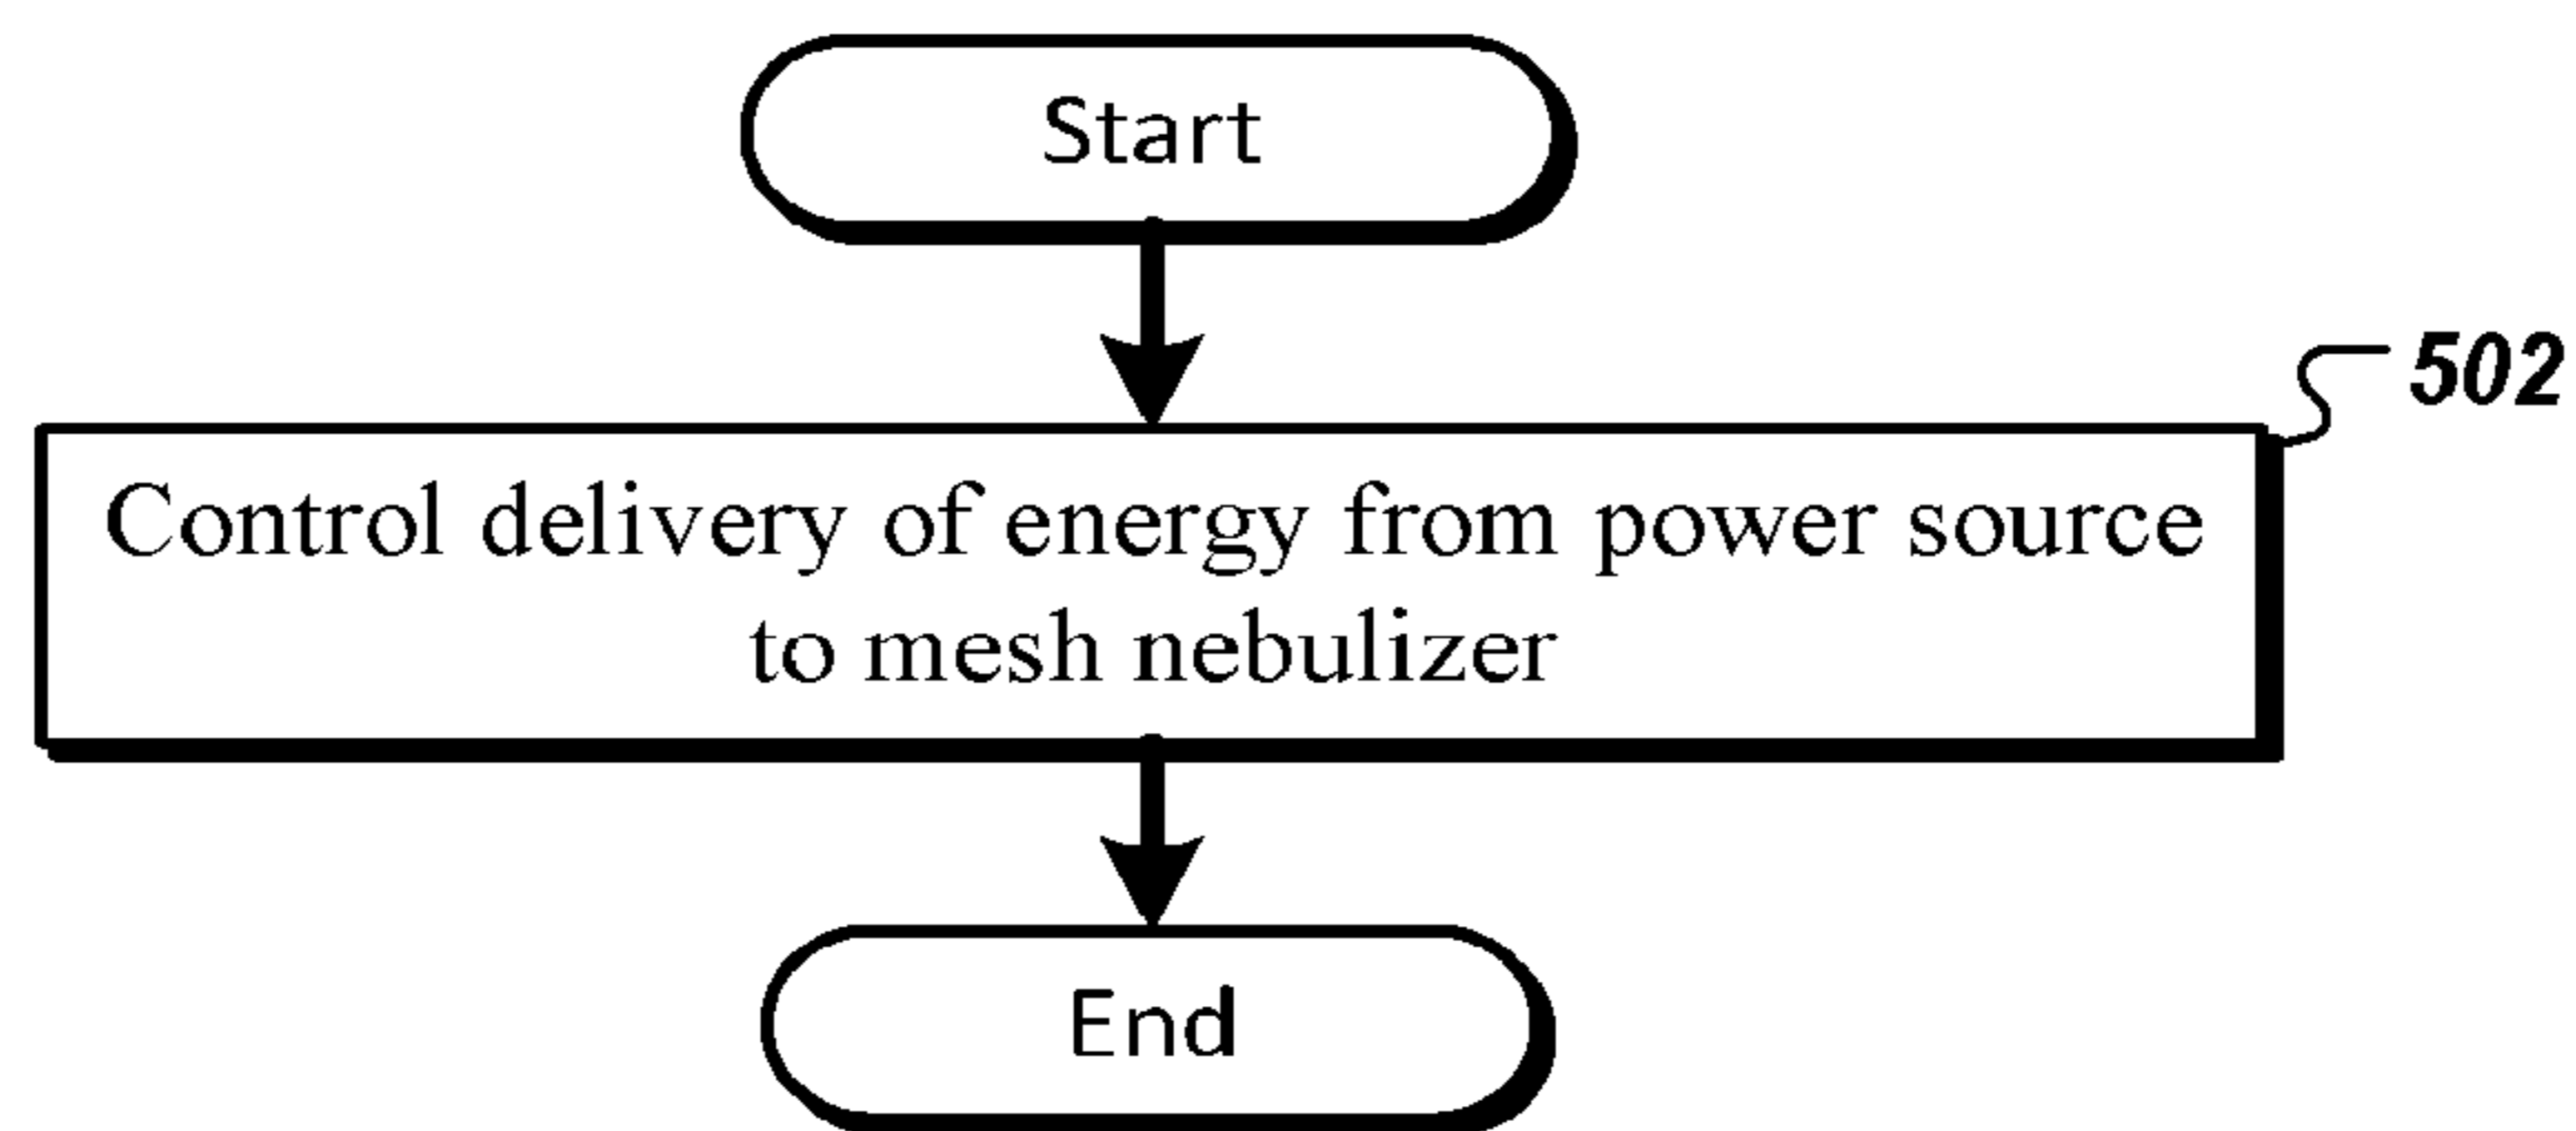 Start
502
Control delivery of energy from power source
to mesh nebulizer
End